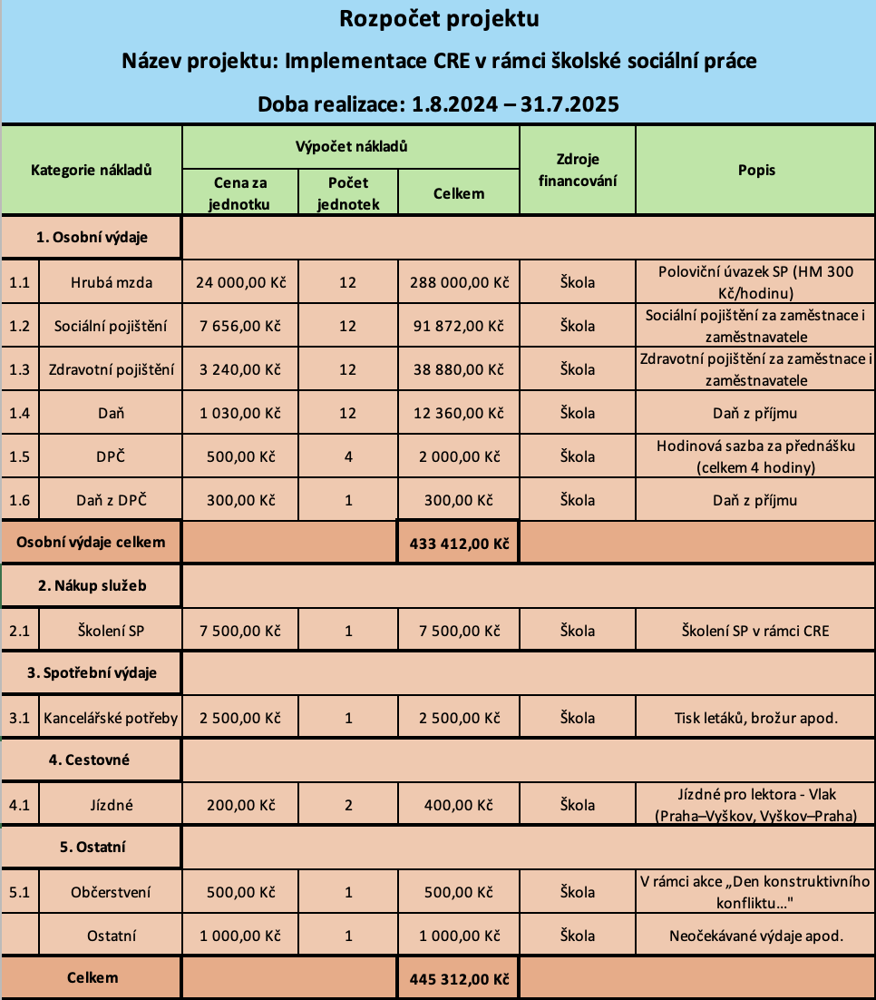 Rozpočet projektu
Název projektu: Implementace CRE v rámci školské sociální práce
Doba realizace: 1.8.2024 – 31.7.2025
Kategorie nákladů
Výpočet nákladů
Zdroje
financování
Popis
Cena za
jednotku
Počet
jednotek
Celkem
1. Osobní výdaje
1.1 Hrubá mzda 24 000,00 Kč 12 288 000,00 Kč Škola Poloviční úvazek SP (HM 300
Kč/hodinu)
1.2 Sociální pojištění 7 656,00 Kč 12 91 872,00 Kč Škola Sociální pojištění za zaměstnace i
zaměstnavatele
1.3 Zdravotní pojištění 3 240,00 Kč 12 38 880,00 Kč Škola Zdravotní pojištění za zaměstnace i
zaměstnavatele
1.4 Daň 1 030,00 Kč 12 12 360,00 Kč Škola Daň z příjmu
1.5 DPČ 500,00 Kč 4 2 000,00 Kč Škola Hodinová sazba za přednášku
(celkem 4 hodiny)
1.6 Daň z DPČ 300,00 Kč 1 300,00 Kč Škola Daň z příjmu
Osobní výdaje celkem 433 412,00 Kč
2. Nákup služeb
2.1 Školení SP 7 500,00 Kč 1 7 500,00 Kč Škola Školení SP v rámci CRE
3. Spotřební výdaje
3.1 Kancelářské potřeby 2 500,00 Kč 1 2 500,00 Kč Škola Tisk letáků, brožur apod.
4. Cestovné
4.1 Jízdné 200,00 Kč 2 400,00 Kč Škola Jízdné pro lektora - Vlak
(Praha–Vyškov, Vyškov–Praha)
5. Ostatní
5.1 Občerstvení 500,00 Kč 1 500,00 Kč Škola V rámci akce „Den konstruktivního
konfliktu..."
Ostatní 1 000,00 Kč 1 1 000,00 Kč Škola Neočekávané výdaje apod.
Celkem 445 312,00 Kč